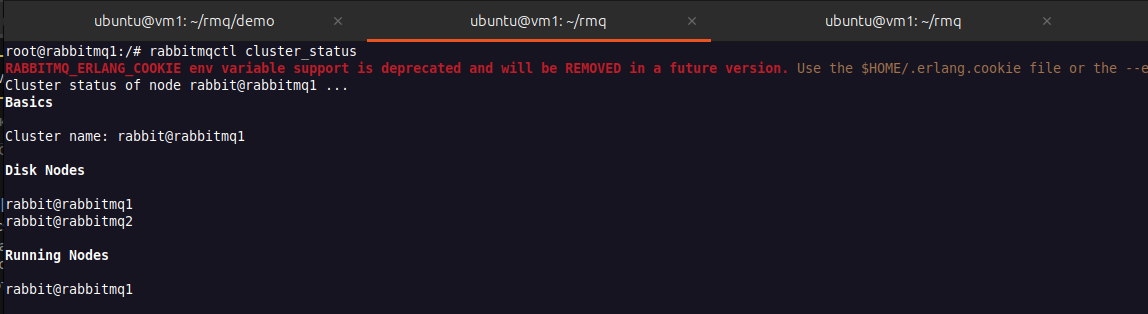 ubuntu@vm1: ~/rmq/demo × ubuntu@vm1: ~/rmq × ubuntu@vm1: ~/rmq ×
root@rabbitmq1:/# rabbitmqctl cluster_status
RABBITMQ_ERLANG_COOKIE env variable support is deprecated and will be REMOVED in a future version. Use the $HOME/.erlang.cookie file or the --e
Cluster status of node rabbit@rabbitmq1 ...
Basics
Cluster name: rabbit@rabbitmq1
Disk Nodes
rabbit@rabbitmq1
rabbit@rabbitmq2
Running Nodes
rabbit@rabbitmq1